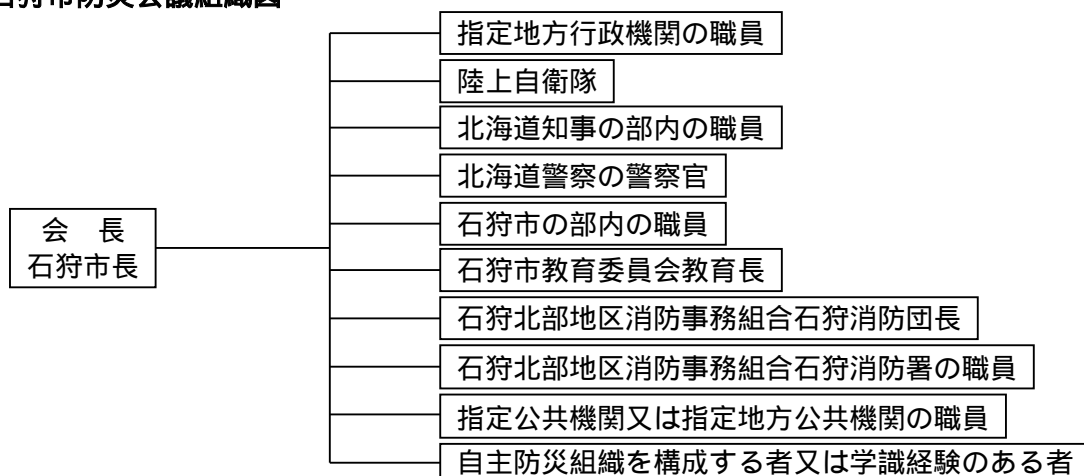 石狩市防災会議組織図
指定地方行政機関の職員
陸上自衛隊
北海道知事の部内の職員
北海道警察の警察官
会　長
石狩市長
石狩市の部内の職員
石狩市教育委員会教育長
石狩北部地区消防事務組合石狩消防団長
石狩北部地区消防事務組合石狩消防署の職員
指定公共機関又は指定地方公共機関の職員
自主防災組織を構成する者又は学識経験のある者